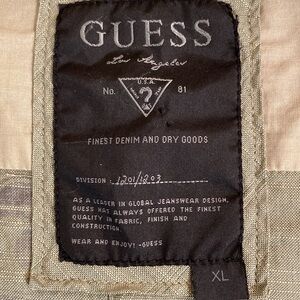 GUESS
Los Angeles
U.S.A.
No. ? 81
FINEST DENIM AND DRY GOODS
DIVISION : 1201/1203
AS A LEADER IN GLOBAL JEANSWEAR DESIGN,
GUESS HAS ALWAYS OFFERED THE FINEST
QUALITY IN FABRIC, FINISH AND
CONSTRUCTION.
WEAR AND ENJOY! -GUESS
XL